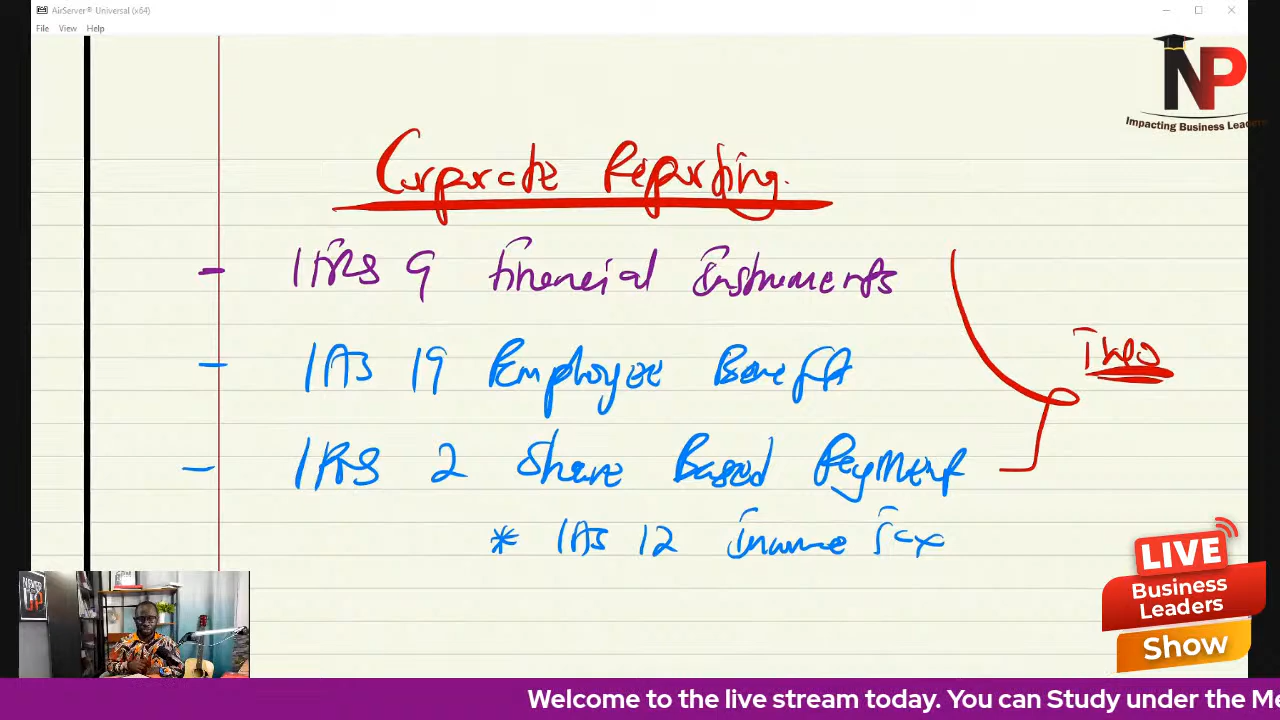 AirServer® Universal (x64)
File View Help
NP
Impacting Business Leaders
Corporate Reporting.
- IFRS 9 Financial Instruments
- IAS 19 Employee Benefit
- IFRS 2 Share Based Payment
* IAS 12 Income Tax
Two
LIVE
Business
Leaders
Show
Welcome to the live stream today. You can Study under the Me